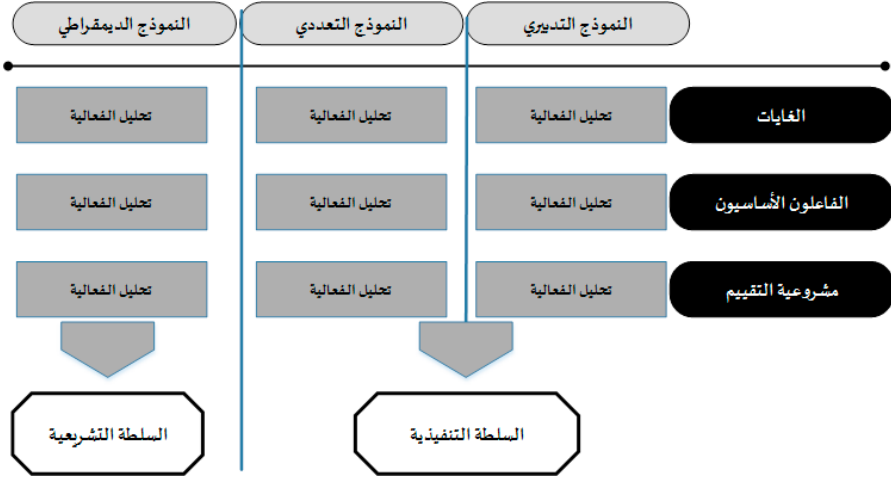 النموذج التدبيري
النموذج التعددي
النموذج الديمقراطي
الغايات
تحليل الفعالية
تحليل الفعالية
تحليل الفعالية
الفاعلون الأساسيون
تحليل الفعالية
تحليل الفعالية
تحليل الفعالية
مشروعية التقييم
تحليل الفعالية
تحليل الفعالية
تحليل الفعالية
السلطة التنفيذية
السلطة التشريعية